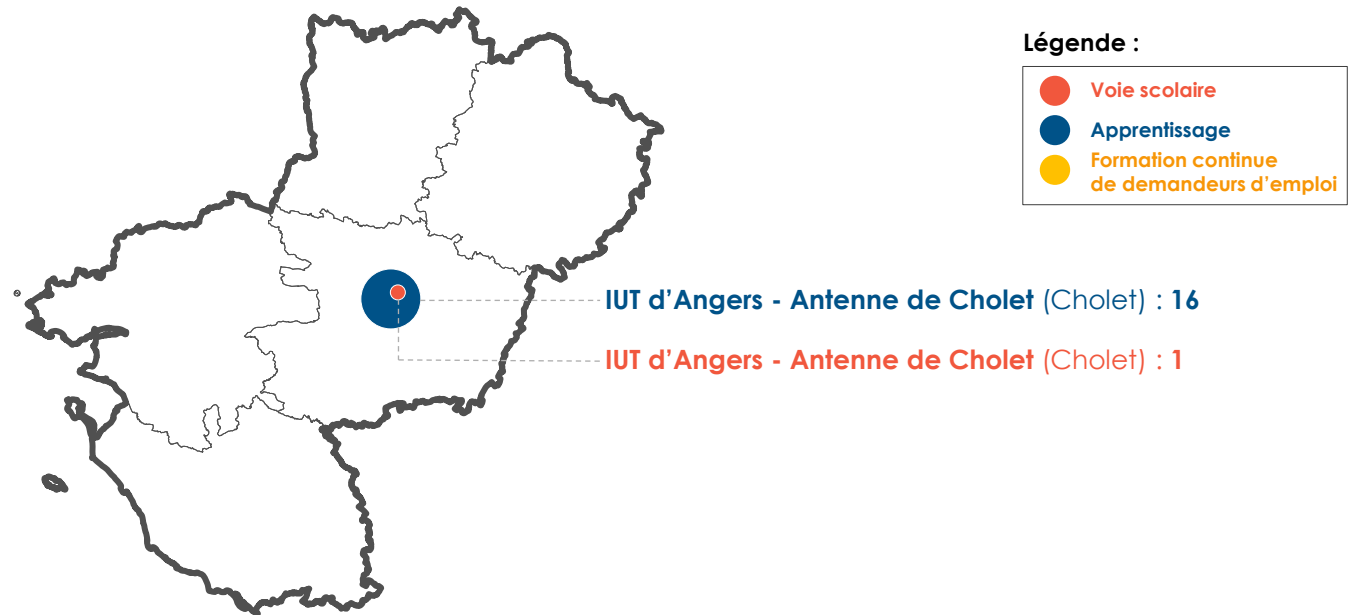 Légende :
Voie scolaire
Apprentissage
Formation continue
de demandeurs d'emploi
IUT d'Angers - Antenne de Cholet (Cholet) : 16
IUT d'Angers - Antenne de Cholet (Cholet) : 1